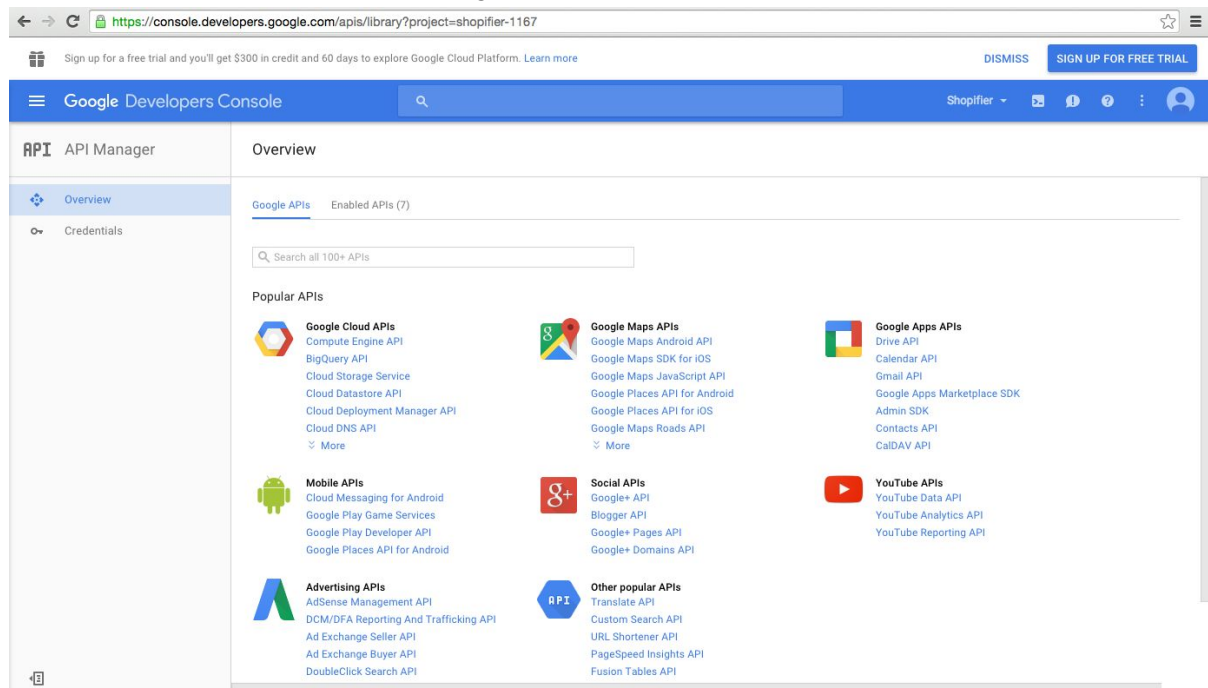 https://console.developers.google.com/apis/library?project=shopifier-1167
Sign up for a free trial and you'll get $300 in credit and 60 days to explore Google Cloud Platform. Learn more
DISMISS
SIGN UP FOR FREE TRIAL
Google Developers Console
Shopifier
API API Manager
Overview
Overview
Credentials
Google APIs Enabled APIs (7)
Search all 100+ APIs
Popular APIs
Google Cloud APIs
Compute Engine API
BigQuery API
Cloud Storage Service
Cloud Datastore API
Cloud Deployment Manager API
Cloud DNS API
More
Google Maps APIs
Google Maps Android API
Google Maps SDK for iOS
Google Maps JavaScript API
Google Places API for Android
Google Places API for iOS
Google Maps Roads API
More
Google Apps APIs
Drive API
Calendar API
Gmail API
Google Apps Marketplace SDK
Admin SDK
Contacts API
CalDAV API
Mobile APIs
Cloud Messaging for Android
Google Play Game Services
Google Play Developer API
Google Places API for Android
8+
Social APIs
Google+ API
Blogger API
Google+ Pages API
Google+ Domains API
YouTube APIs
YouTube Data API
YouTube Analytics API
YouTube Reporting API
Advertising APIs
AdSense Management API
DCM/DFA Reporting And Trafficking API
Ad Exchange Seller API
Ad Exchange Buyer API
DoubleClick Search API
API
Other popular APIs
Translate API
Custom Search API
URL Shortener API
PageSpeed Insights API
Fusion Tables API